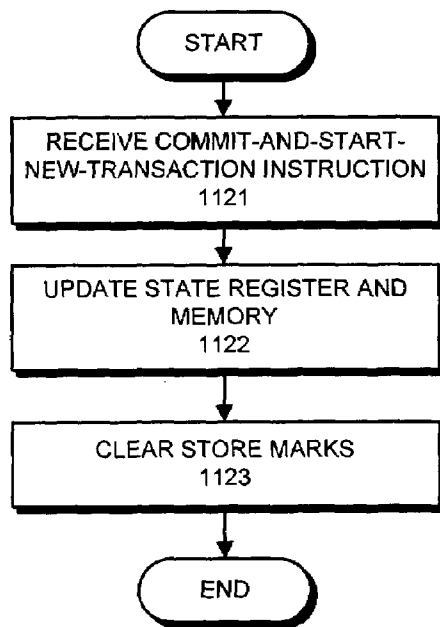 START
RECEIVE COMMIT-AND-START-
NEW-TRANSACTION INSTRUCTION
1121
UPDATE STATE REGISTER AND
MEMORY
1122
CLEAR STORE MARKS
1123
END